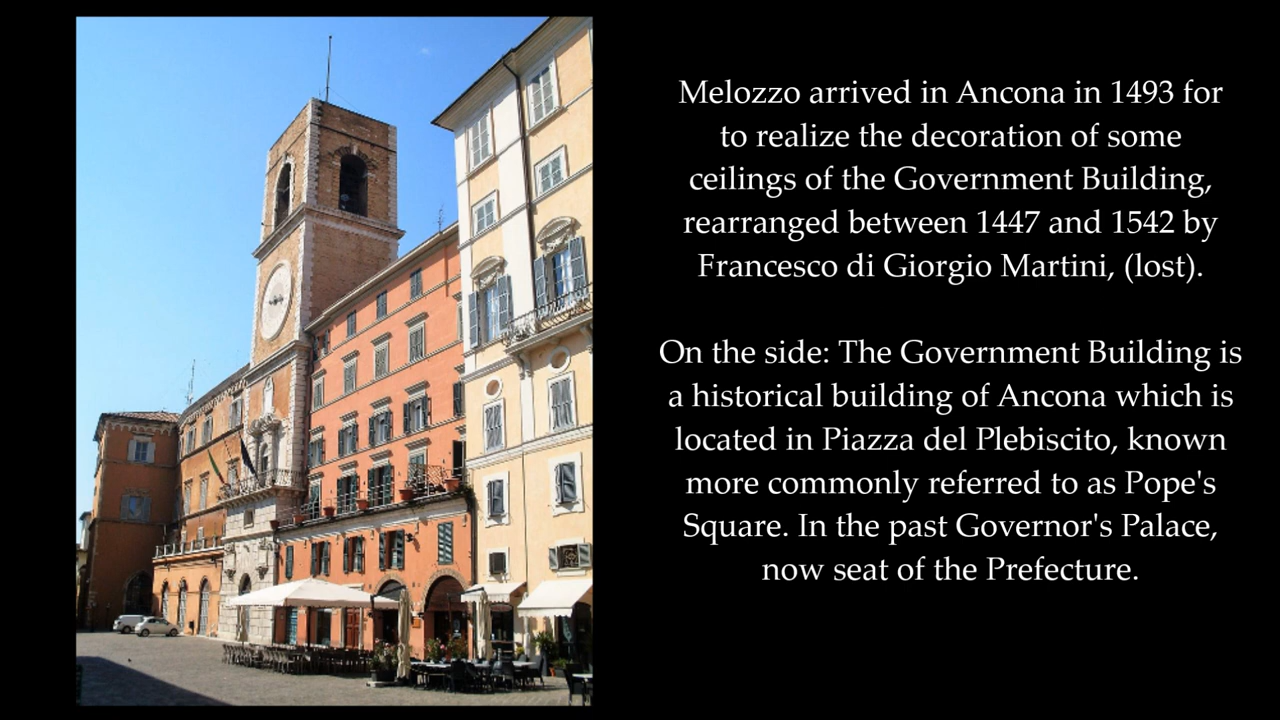 Melozzo arrived in Ancona in 1493 for
to realize the decoration of some
ceilings of the Government Building,
rearranged between 1447 and 1542 by
Francesco di Giorgio Martini, (lost).
On the side: The Government Building is
a historical building of Ancona which is
located in Piazza del Plebiscito, known
more commonly referred to as Pope's
Square. In the past Governor's Palace,
now seat of the Prefecture.